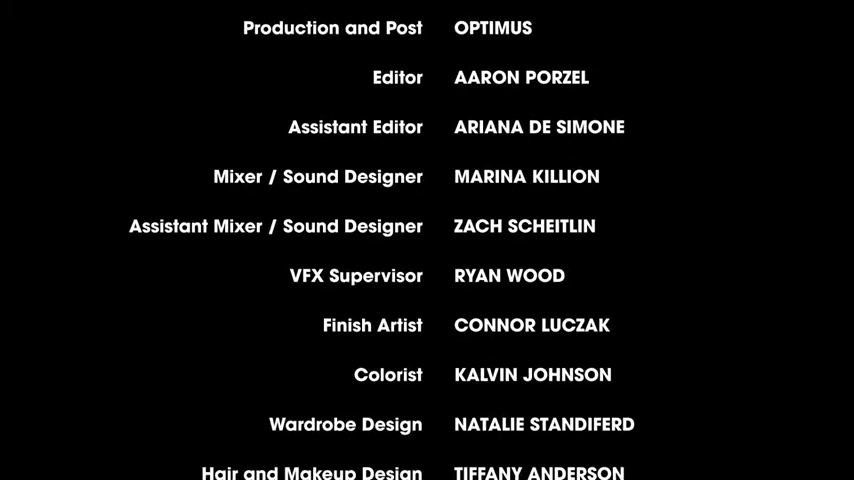 Production and Post OPTIMUS
Editor AARON PORZEL
Assistant Editor ARIANA DE SIMONE
Mixer / Sound Designer MARINA KILLION
Assistant Mixer / Sound Designer ZACH SCHEITLIN
VFX Supervisor RYAN WOOD
Finish Artist CONNOR LUCZAK
Colorist KALVIN JOHNSON
Wardrobe Design NATALIE STANDIFERD
Hair and Makeup Design TIFFANY ANDERSON